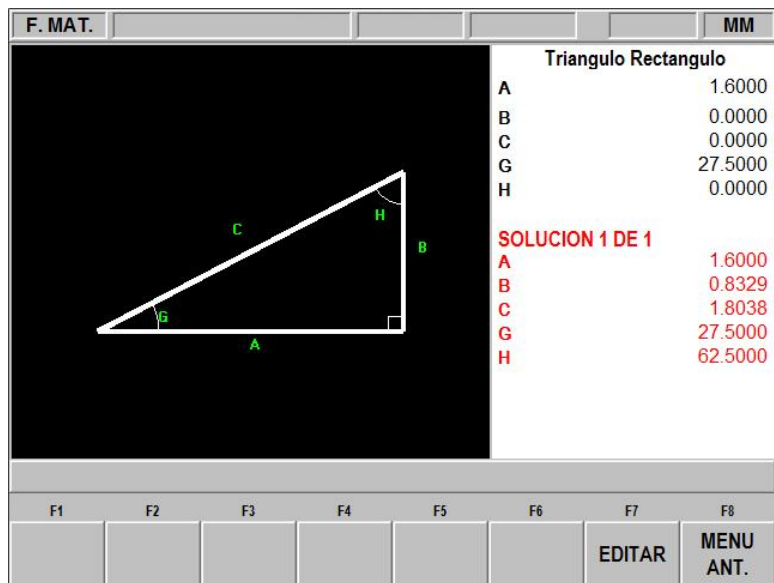 F. MAT. MM
Triangulo Rectangulo
A 1.6000
B 0.0000
C 0.0000
G 27.5000
H 0.0000
SOLUCION 1 DE 1
A 1.6000
B 0.8329
C 1.8038
G 27.5000
H 62.5000
H
C
B
G
A
F1 F2 F3 F4 F5 F6 F7 F8
EDITAR
MENU
ANT.